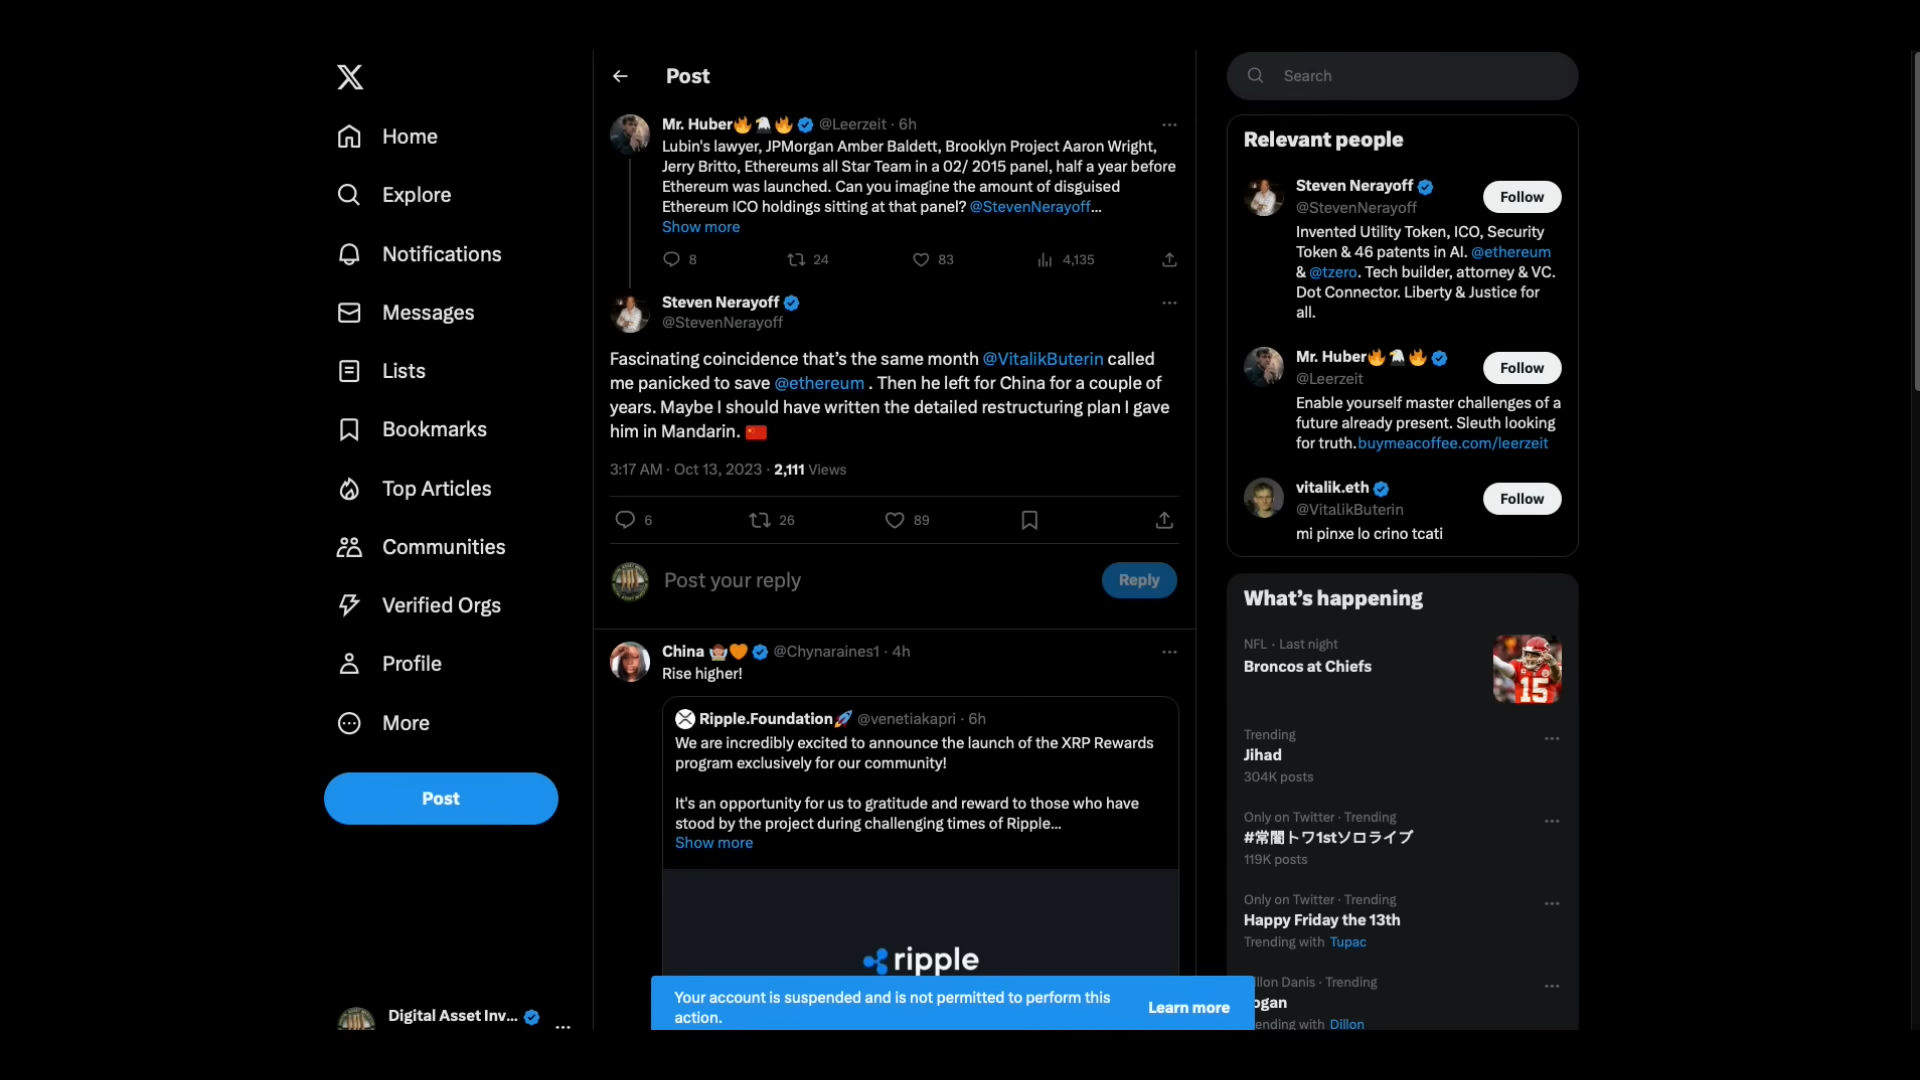 Home
Explore
Notifications
Messages
Lists
Bookmarks
Top Articles
Communities
Verified Orgs
Profile
More
Post
Digital Asset Inv...
Post
Mr. Huber🔥🦅🔥 @Leerzeit · 6h
Lubin's lawyer, JPMorgan Amber Baldett, Brooklyn Project Aaron Wright,
Jerry Britto, Ethereums all Star Team in a 02/ 2015 panel, half a year before
Ethereum was launched. Can you imagine the amount of disguised
Ethereum ICO holdings sitting at that panel? @StevenNerayoff...
Show more
8 24 83 4,135
Steven Nerayoff
@StevenNerayoff
Fascinating coincidence that's the same month @VitalikButerin called
me panicked to save @ethereum . Then he left for China for a couple of
years. Maybe I should have written the detailed restructuring plan I gave
him in Mandarin. 🇨🇳
3:17 AM · Oct 13, 2023 · 2,111 Views
6 26 89
Post your reply
Reply
China @Chynaraines1 · 4h
Rise higher!
Ripple.Foundation🚀 @venetiakapri · 6h
We are incredibly excited to announce the launch of the XRP Rewards
program exclusively for our community!
It's an opportunity for us to gratitude and reward to those who have
stood by the project during challenging times of Ripple...
Show more
ripple
Your account is suspended and is not permitted to perform this
action.
Learn more
Search
Relevant people
Steven Nerayoff
@StevenNerayoff
Follow
Invented Utility Token, ICO, Security
Token & 46 patents in AI. @ethereum
& @tzero. Tech builder, attorney & VC.
Dot Connector. Liberty & Justice for
all.
Mr. Huber🔥🦅🔥
@Leerzeit
Follow
Enable yourself master challenges of a
future already present. Sleuth looking
for truth.buymeacoffee.com/leerzeit
vitalik.eth
@VitalikButerin
Follow
mi pinxe lo crino tcati
What's happening
NFL · Last night
Broncos at Chiefs
15
Trending
Jihad
304K posts
Only on Twitter · Trending
#常闇トワ1stソロライブ
119K posts
Only on Twitter · Trending
Happy Friday the 13th
Trending with Tupac
Danis · Trending
with Dillon